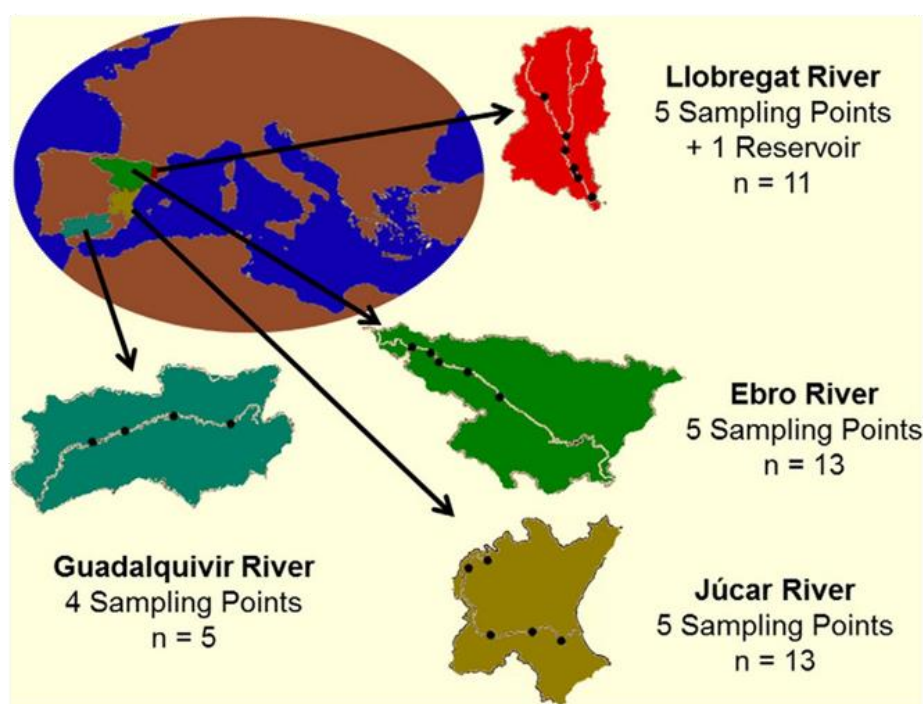 Llobregat River
5 Sampling Points
+ 1 Reservoir
n = 11
Ebro River
5 Sampling Points
n = 13
Guadalquivir River
4 Sampling Points
n = 5
Júcar River
5 Sampling Points
n = 13